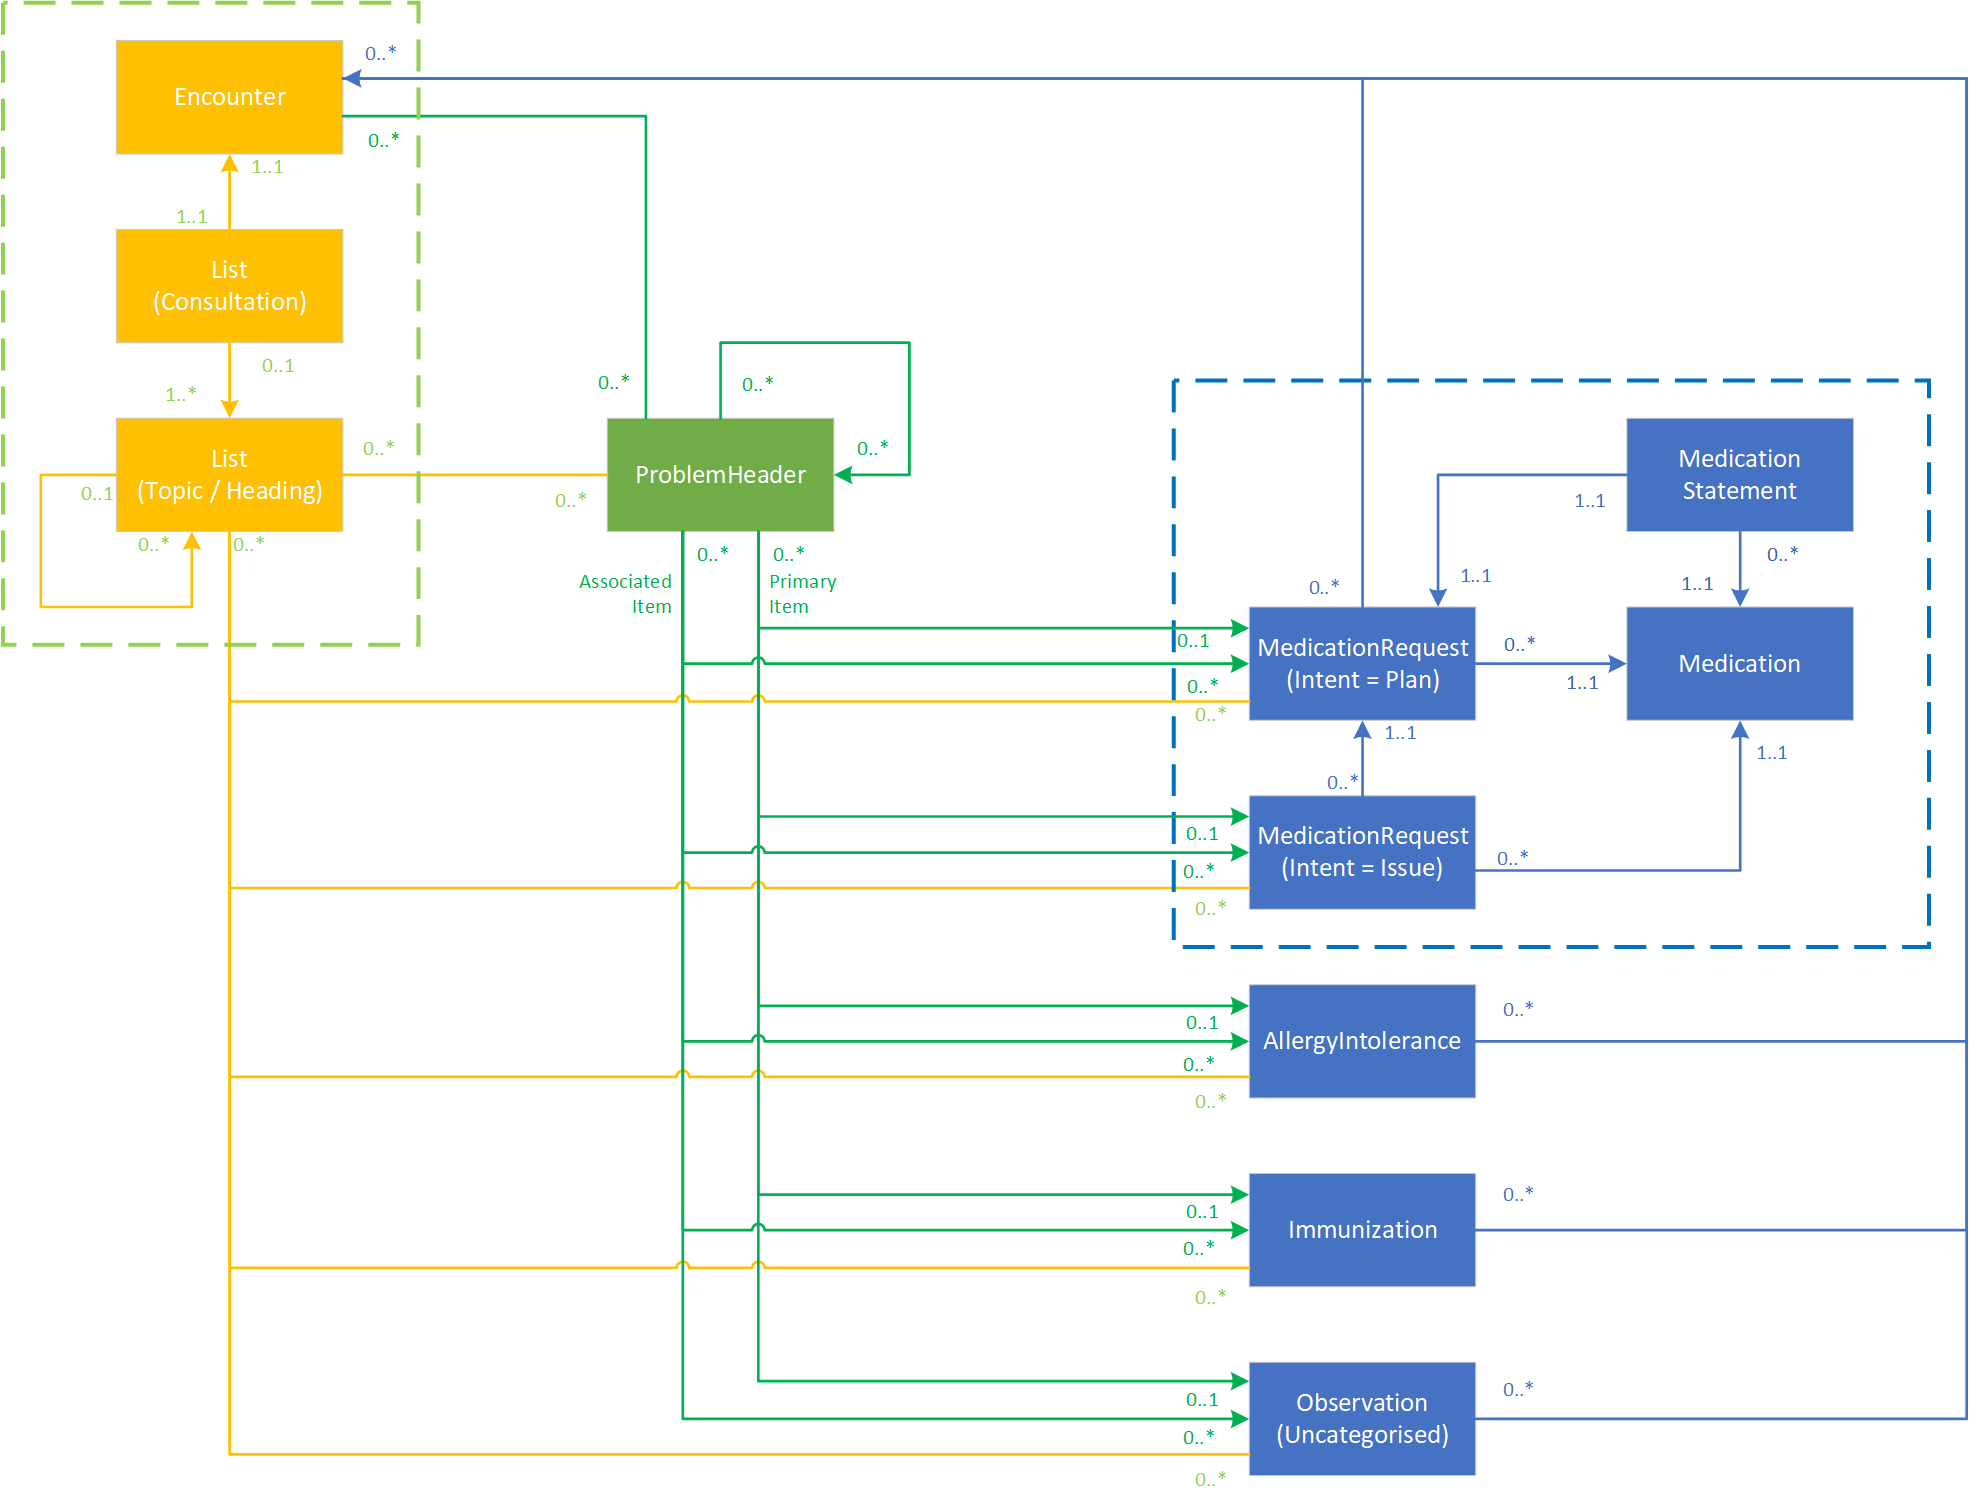 0..*
Encounter
0..*
1..1
1..1
List
(Consultation)
0..1
1..*
0..*
0..*
List
(Topic / Heading)
0..*
0..1
0..*
0..*
ProblemHeader
0..*
0..*
0..*
0..*
Associated
Item
Primary
Item
Medication
Statement
1..1
0..*
1..1
1..1
0..*
MedicationRequest
(Intent = Plan)
0..1
0..*
0..*
0..*
1..1
Medication
1..1
0..*
1..1
MedicationRequest
(Intent = Issue)
0..1
0..*
0..*
0..*
AllergyIntolerance
0..*
0..1
0..*
0..*
Immunization
0..*
0..1
0..*
0..*
Observation
(Uncategorised)
0..*
0..1
0..*
0..*